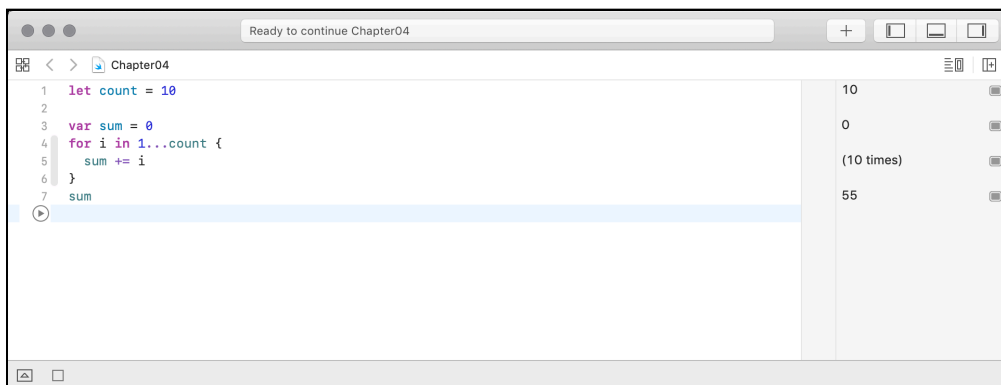 Ready to continue Chapter04
Chapter04
1 let count = 10
10
2
3 var sum = 0
0
4 for i in 1...count {
5 sum += i
(10 times)
6 }
7 sum
55